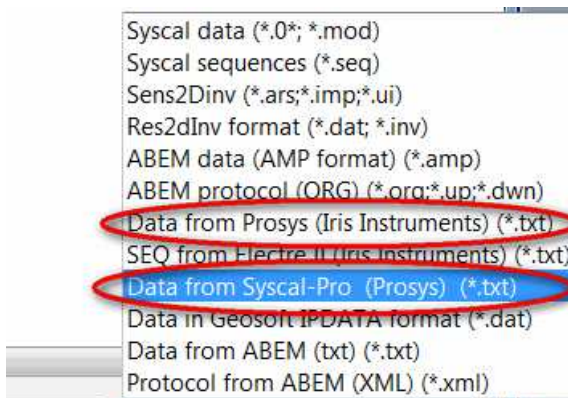 Syscal data (*.0*; *.mod)
Syscal sequences (*.seq)
Sens2Dinv (*.ars;*.imp;*.ui)
Res2dInv format (*.dat; *.inv)
ABEM data (AMP format) (*.amp)
ABEM protocol (ORG) (*.org;*.up;*.dwn)
Data from Prosys (Iris Instruments) (*.txt)
SEQ from Electre II (Iris Instruments) (*.txt)
Data from Syscal-Pro (Prosys) (*.txt)
Data in Geosoft IPDATA format (*.dat)
Data from ABEM (txt) (*.txt)
Protocol from ABEM (XML) (*.xml)